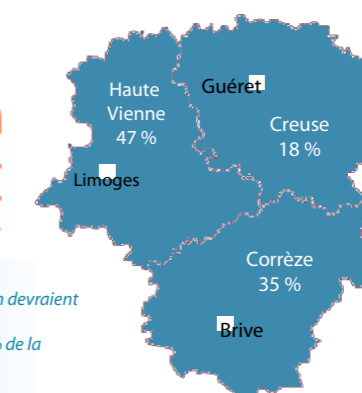 Haute
Vienne
47 %
Guéret
Creuse
18 %
Limoges
Corrèze
35 %
Brive
devraient
de la